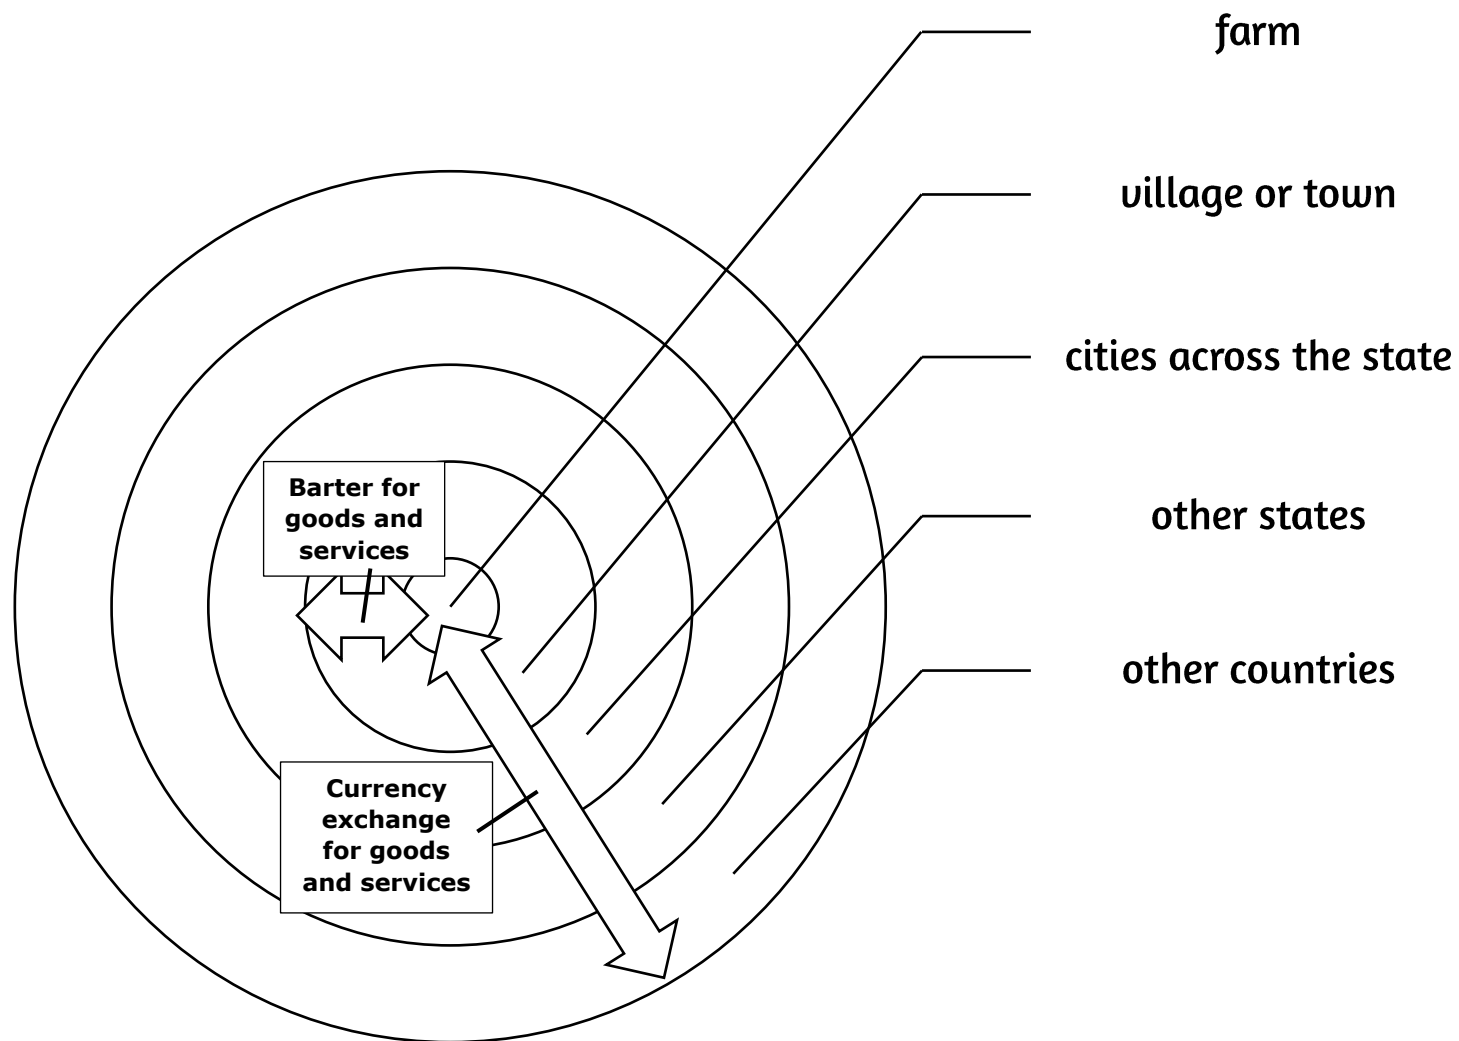 farm
village or town
cities across the state
other states
other countries
Barter for
goods and
services
Currency
exchange
for goods
and services